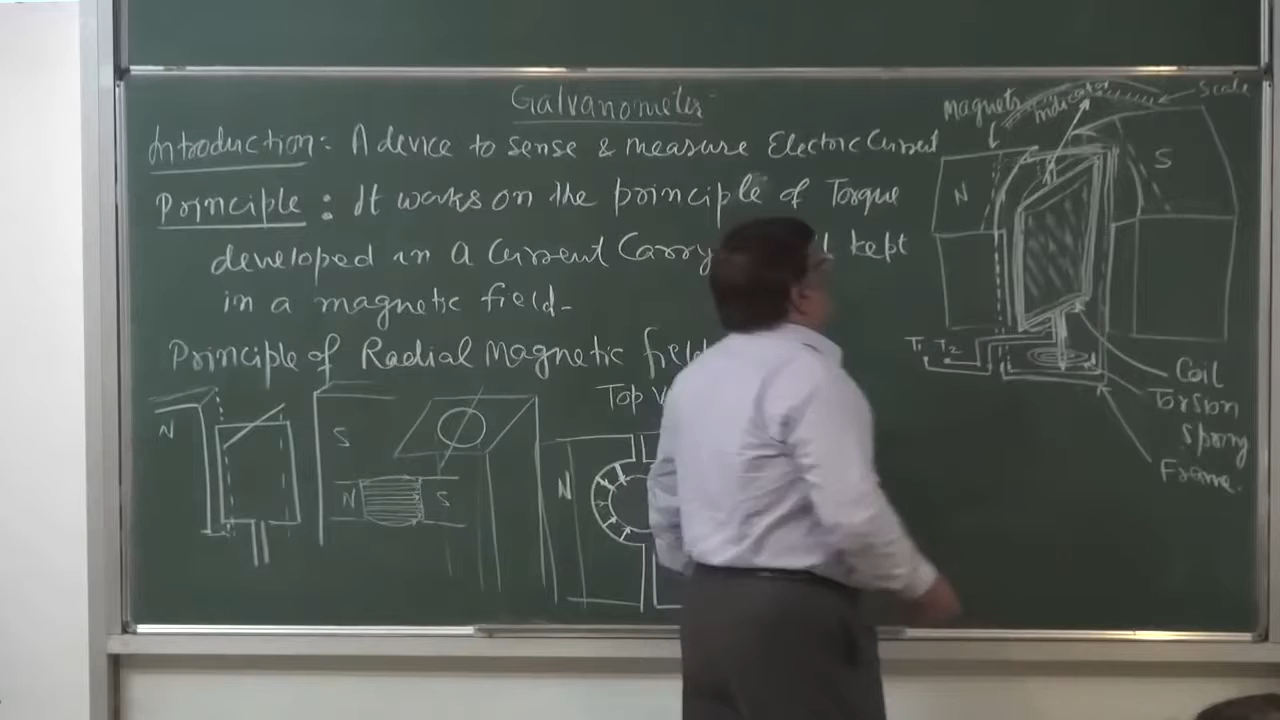 Galvanometer
Introduction: A device to sense & measure Electric Current
Principle: It works on the principle of Torque
developed in a Current Carry kept
in a magnetic field-
Principle of Radial Magnetic field
Top V
N
S
N S
N
Magnets
indicator
Scale
N
S
T1 T2
Coil
Torsion
Spring
Frame.